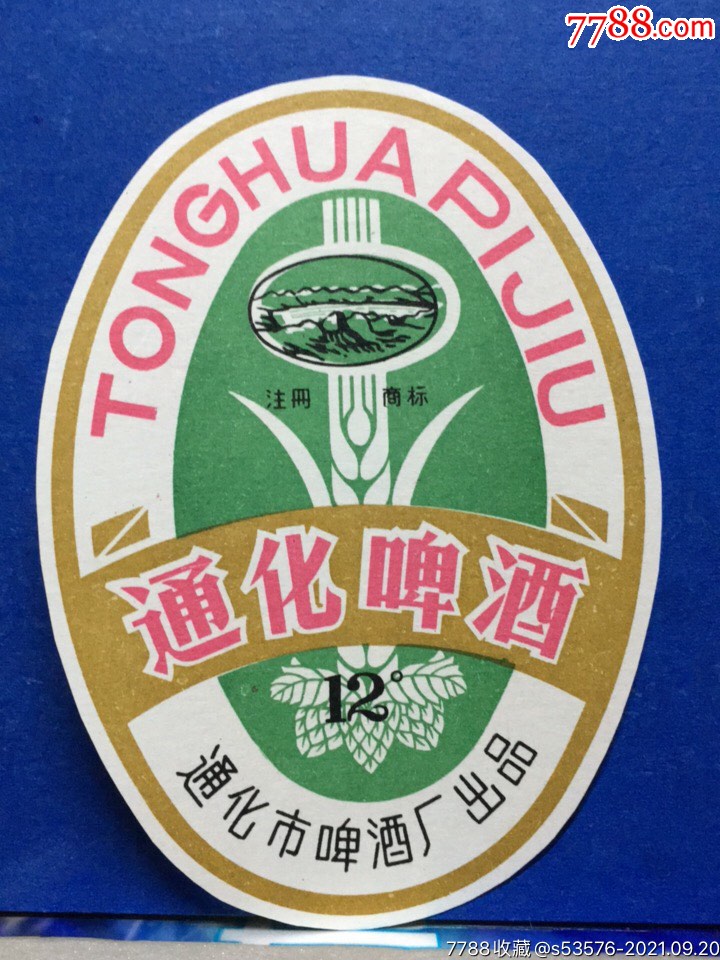 7788.com
TONGHUA PIJIU
注冊 商标
通化啤酒
12°
通化市啤酒厂出品
7788收藏@s53576-2021.09.20